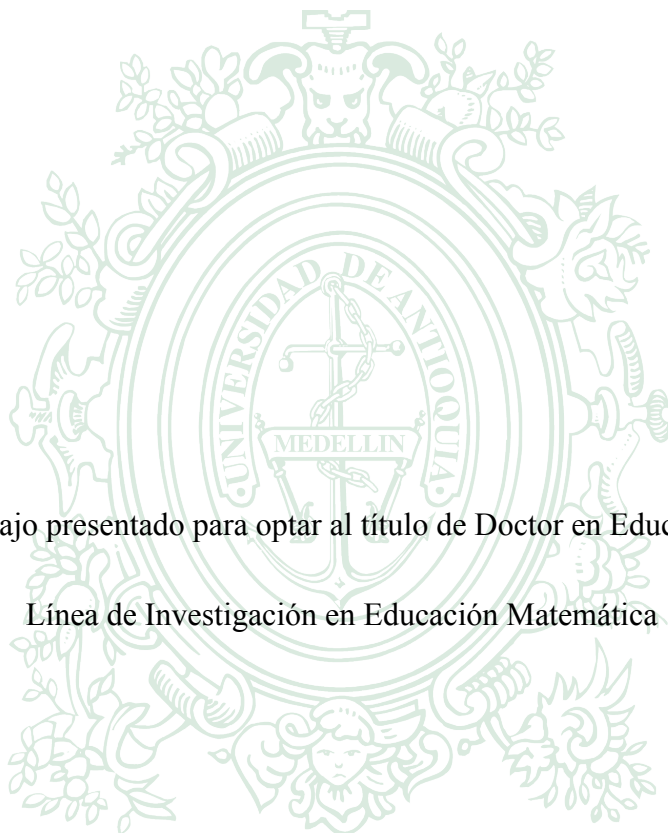 UNIVERSIDAD DE ANTIOQUIA
MEDELLIN
ajo presentado para optar al título de Doctor en Educ
Línea de Investigación en Educación Matemática